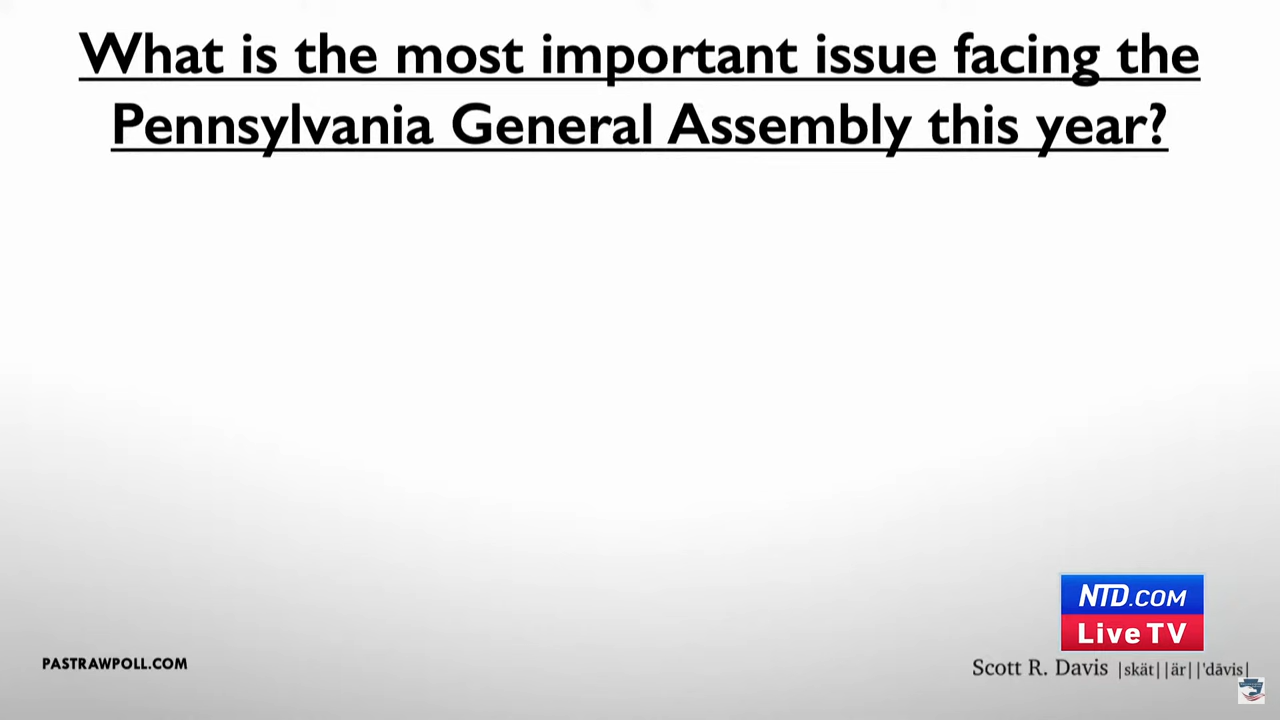 What is the most important issue facing the
Pennsylvania General Assembly this year?
NTD.COM
Live TV
PASTRAWPOLL.COM
Scott R. Davis |skät||är||'dāvis|